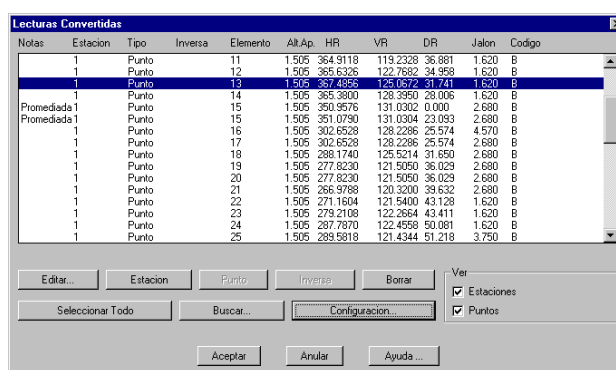 Lecturas Convertidas
Notas Estacion Tipo Inversa Elemento Alt.Ap. HR VR DR Jalon Codigo
1 Punto 11 1.505 364.9118 119.2328 36.881 1.620 B
1 Punto 12 1.505 365.6326 122.7682 34.958 1.620 B
1 Punto 13 1.505 367.4856 125.0672 31.741 1.620 B
1 Punto 14 1.505 365.3800 128.3950 28.006 1.620 B
Promediada 1 Punto 15 1.505 350.9576 131.0302 0.000 2.680 B
Promediada 1 Punto 15 1.505 351.0790 131.0304 23.093 2.680 B
1 Punto 16 1.505 302.6528 128.2286 25.574 4.570 B
1 Punto 17 1.505 302.6528 128.2286 25.574 2.680 B
1 Punto 18 1.505 288.1740 125.5214 31.650 2.680 B
1 Punto 19 1.505 277.8230 121.5050 36.029 2.680 B
1 Punto 20 1.505 277.8230 121.5050 36.029 2.680 B
1 Punto 21 1.505 266.9788 120.3200 39.632 2.680 B
1 Punto 22 1.505 271.1604 121.5400 43.128 1.620 B
1 Punto 23 1.505 279.2108 122.2664 43.411 1.620 B
1 Punto 24 1.505 287.7870 122.4558 50.081 1.620 B
1 Punto 25 1.505 289.5818 121.4344 51.218 3.750 B
Editar... Estacion Punto Inversa Borrar
Ver
Estaciones
Seleccionar Todo Buscar... Configuracion...
Puntos
Aceptar Anular Ayuda ...